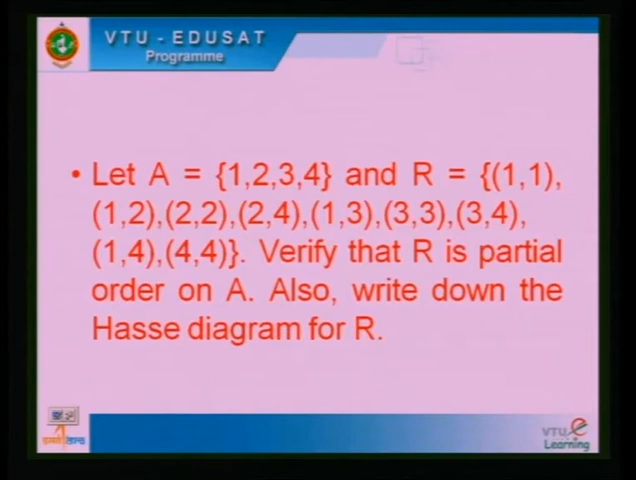 VTU - EDUSAT
Programme
• Let A = {1,2,3,4} and R = {(1,1),
(1,2),(2,2),(2,4),(1,3),(3,3),(3,4),
(1,4),(4,4)}. Verify that R is partial
order on A. Also, write down the
Hasse diagram for R.
VTU e
Learning